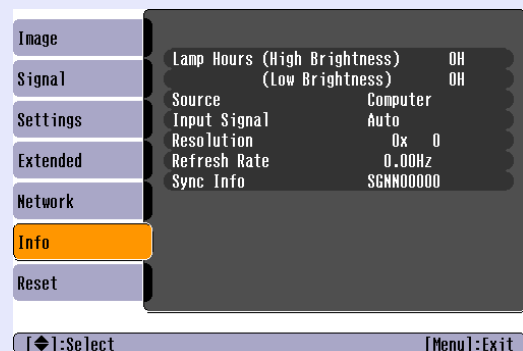 Image
Signal
Settings
Extended
Network
Info
Reset
Lamp Hours (High Brightness) 0H
(Low Brightness) 0H
Source Computer
Input Signal Auto
Resolution 0x 0
Refresh Rate 0.00Hz
Sync Info SGNN00000
[◆]:Select [Menu]:Exit